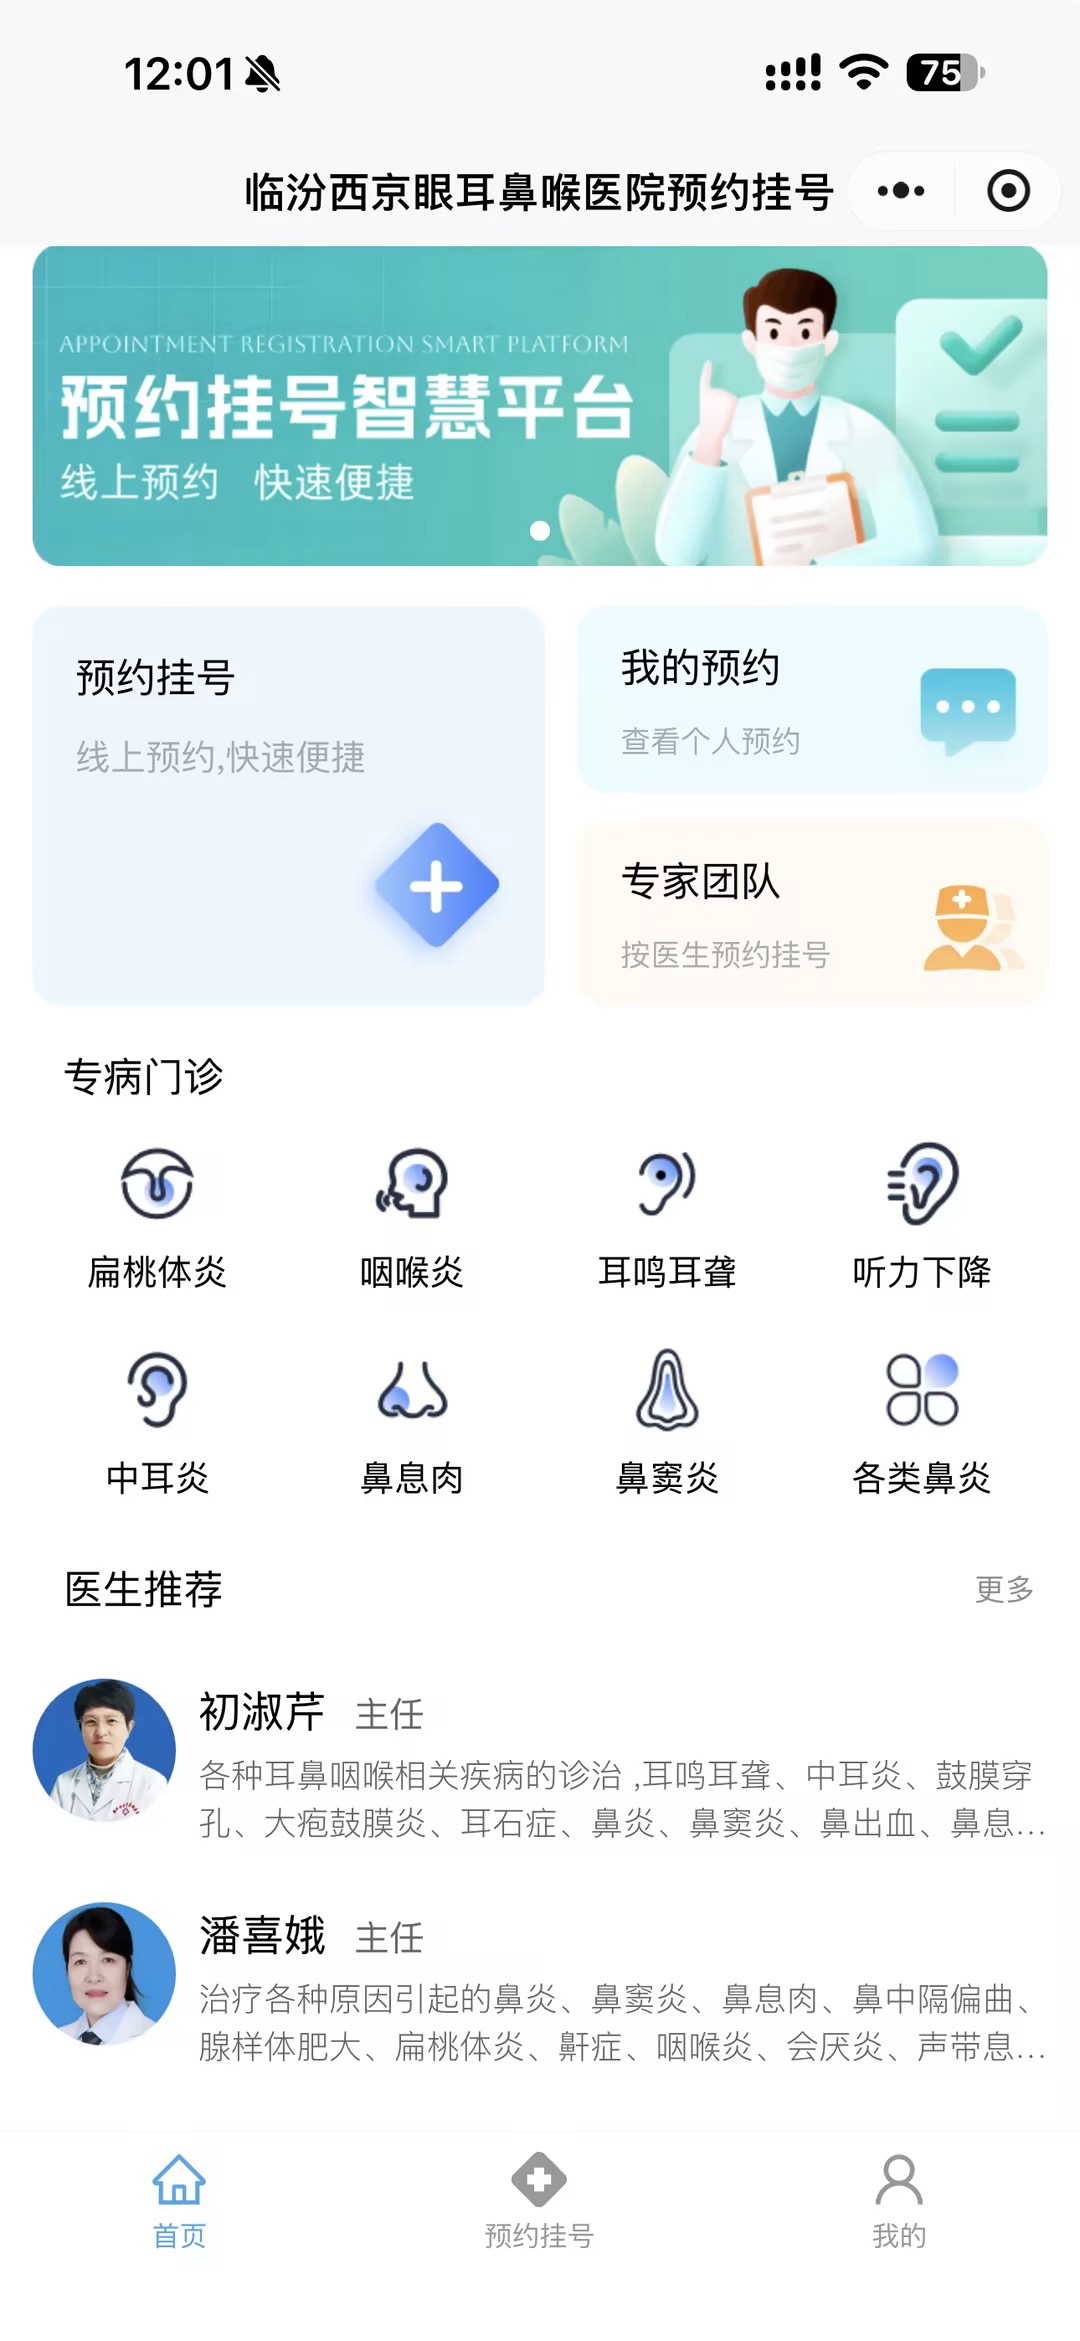 12:01
75
临汾西京眼耳鼻喉医院预约挂号
APPOINTMENT REGISTRATION SMART PLATFORM
预约挂号智慧平台
线上预约 快速便捷
预约挂号
线上预约,快速便捷
我的预约
查看个人预约
专家团队
按医生预约挂号
专病门诊
扁桃体炎
咽喉炎
耳鸣耳聋
听力下降
中耳炎
鼻息肉
鼻窦炎
各类鼻炎
医生推荐
更多
初淑芹 主任
各种耳鼻咽喉相关疾病的诊治 ,耳鸣耳聋、中耳炎、鼓膜穿
孔、大疱鼓膜炎、耳石症、鼻炎、鼻窦炎、鼻出血、鼻息...
潘喜娥 主任
治疗各种原因引起的鼻炎、鼻窦炎、鼻息肉、鼻中隔偏曲、
腺样体肥大、扁桃体炎、鼾症、咽喉炎、会厌炎、声带息...
首页
预约挂号
我的